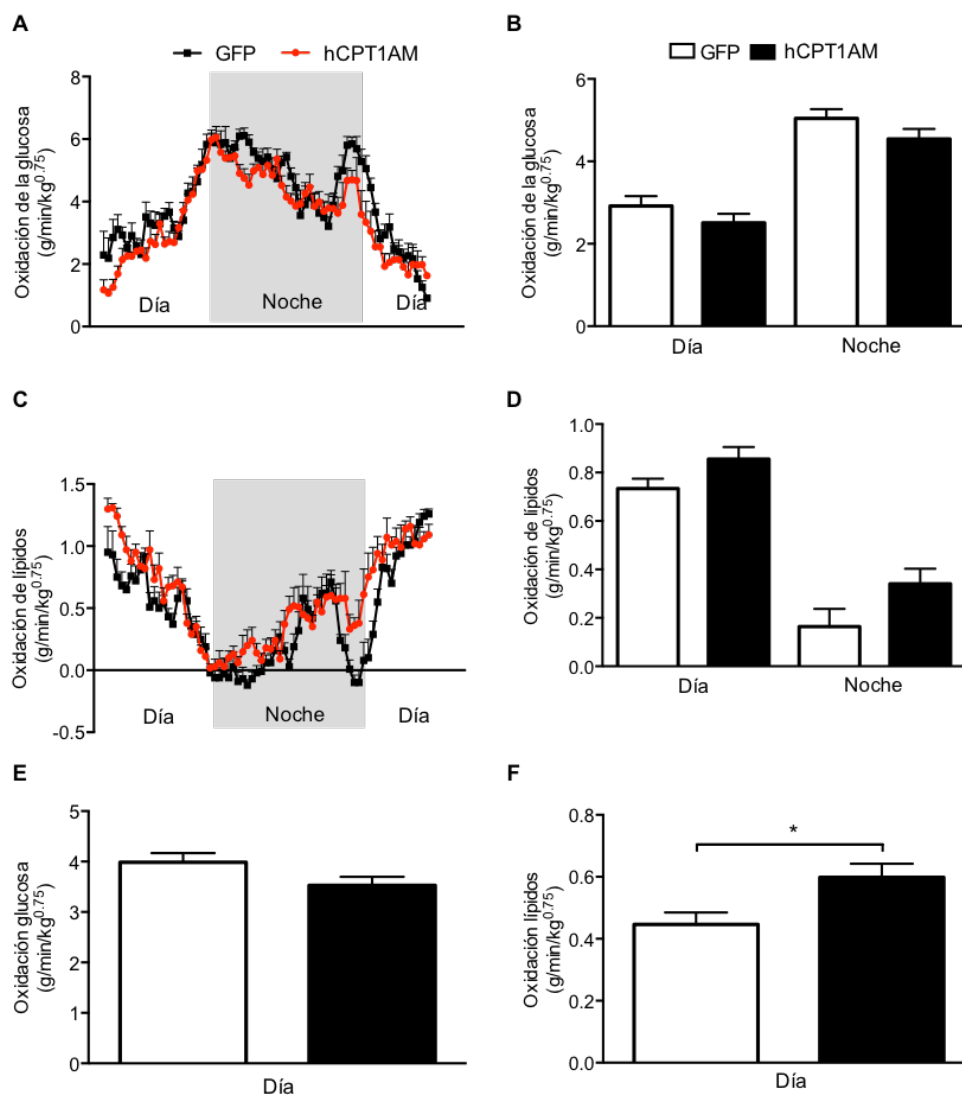 A
GFP
hCPT1AM
Oxidación de la glucosa
(g/min/kg0.75)
8
6
4
2
0
Día
Noche
Día
B
GFP
hCPT1AM
Oxidación de la glucosa
(g/min/kg0.75)
6
4
2
0
Día
Noche
C
Oxidación de lípidos
(g/min/kg0.75)
1.5
1.0
0.5
0.0
-0.5
Día
Noche
Día
D
Oxidación de lípidos
(g/min/kg0.75)
1.0
0.8
0.6
0.4
0.2
0.0
Día
Noche
E
Oxidación glucosa
(g/min/kg0.75)
5
4
3
2
1
0
Día
F
Oxidación lípidos
(g/min/kg0.75)
0.8
0.6
0.4
0.2
0.0
*
Día